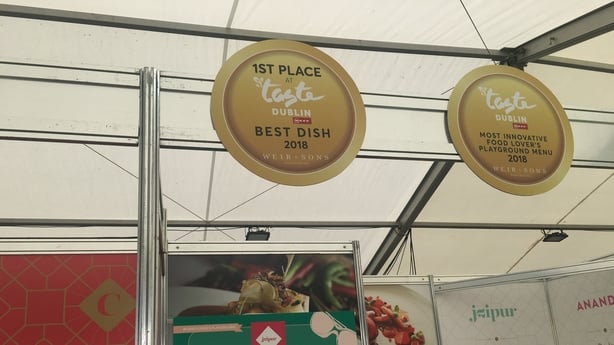 1ST PLACE
AT
taste
DUBLIN
BEST DISH
2018
WEIR & SONS
taste
DUBLIN
MOST INNOVATIVE
FOOD LOVER'S
PLAYGROUND MENU
2018
WEIR & SONS
C
jaipur
jaipur
ANAND